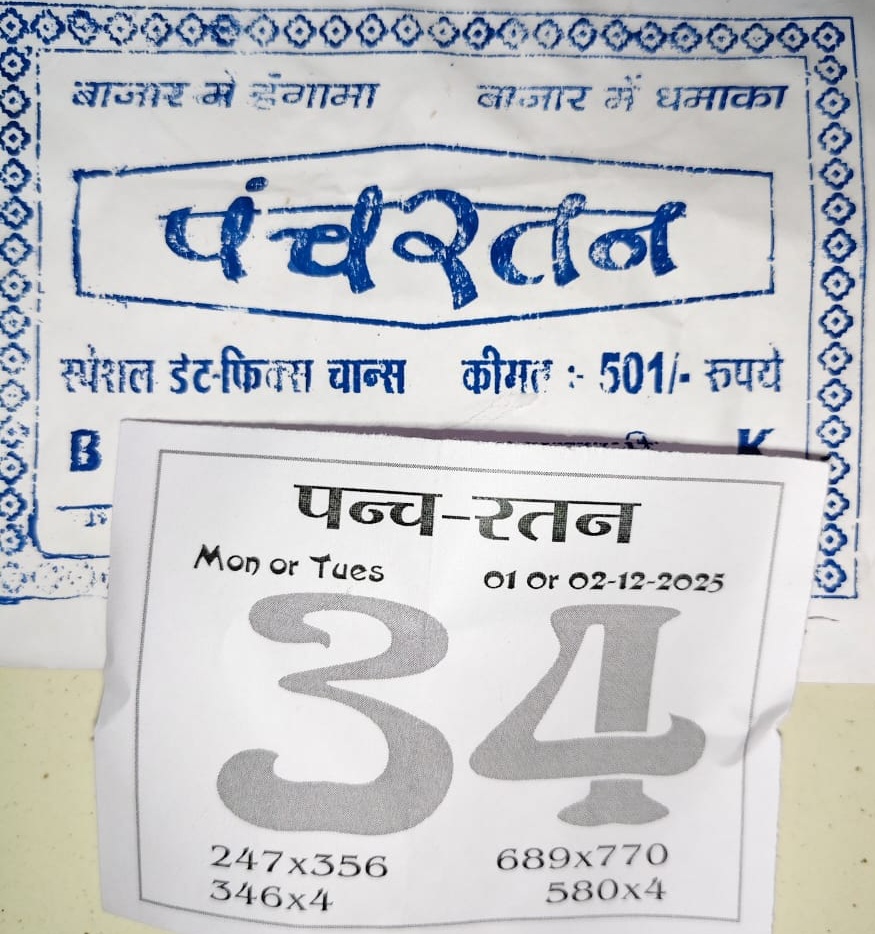 बाजार मे हंगामा बाजार में धमाका
पंचरतन
स्पेशल डेट-फिक्स चान्स कीमत :- 501/- रुपये
B K
पन्च-रतन
Mon or Tues 01 or 02-12-2025
34
247x356 689x770
346x4 580x4